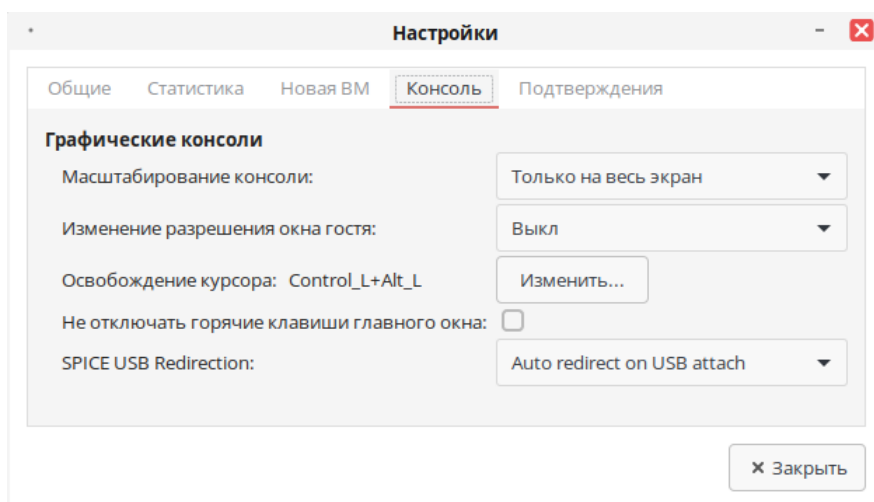 Настройки
Общие Статистика Новая ВМ Консоль Подтверждения
Графические консоли
Масштабирование консоли: Только на весь экран
Изменение разрешения окна гостя: Выкл
Освобождение курсора: Control_L+Alt_L Изменить...
Не отключать горячие клавиши главного окна:
SPICE USB Redirection: Auto redirect on USB attach
Закрыть